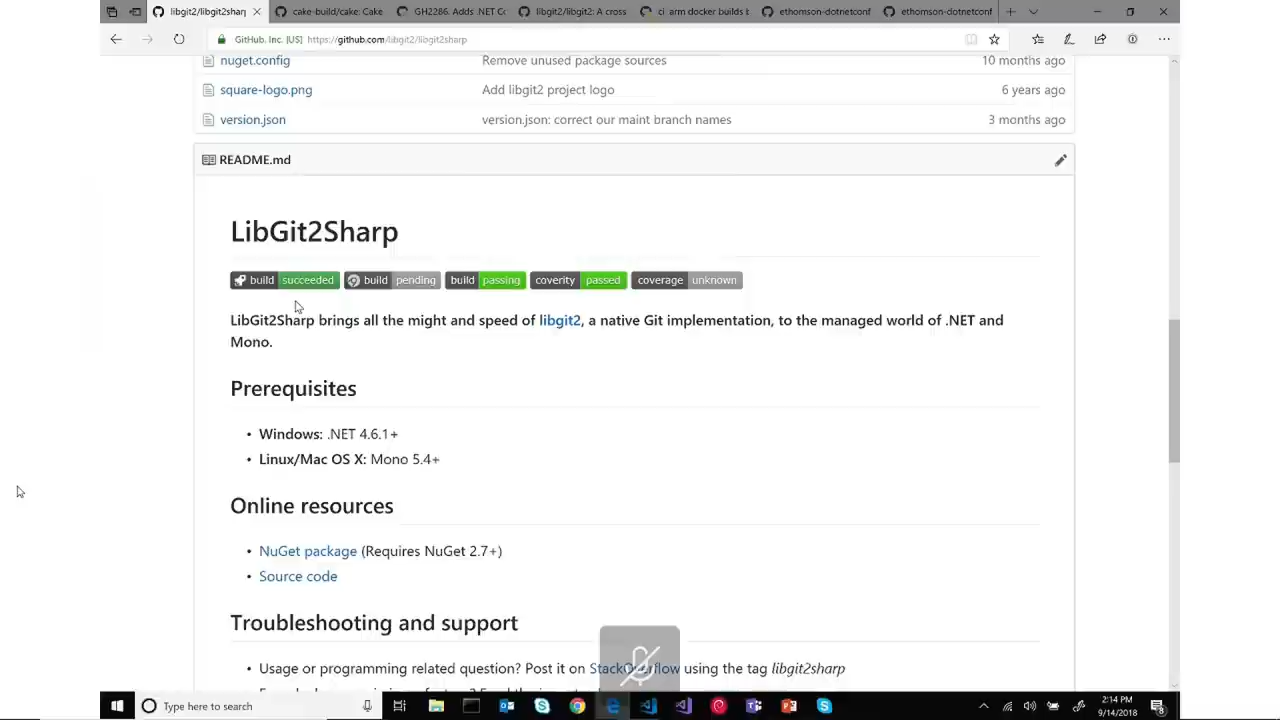 libgit2/libgit2sharp
cake-build/cake: Cake
GH2286. Adds .NET Co
libgit2/libgit2: A cross
ci: arm docker builds b
ethomson-dotnetconf
ethomson-dotnetconf
GitHub, Inc. [US] https://github.com/libgit2/libgit2sharp
nuget.config Remove unused package sources 10 months ago
square-logo.png Add libgit2 project logo 6 years ago
version.json version.json: correct our maint branch names 3 months ago
README.md
LibGit2Sharp
build succeeded build pending build passing coverity passed coverage unknown
LibGit2Sharp brings all the might and speed of libgit2, a native Git implementation, to the managed world of .NET and
Mono.
Prerequisites
• Windows: .NET 4.6.1+
• Linux/Mac OS X: Mono 5.4+
Online resources
• NuGet package (Requires NuGet 2.7+)
• Source code
Troubleshooting and support
• Usage or programming related question? Post it on StackOverflow using the tag libgit2sharp
Type here to search
2:14 PM
9/14/2018
8